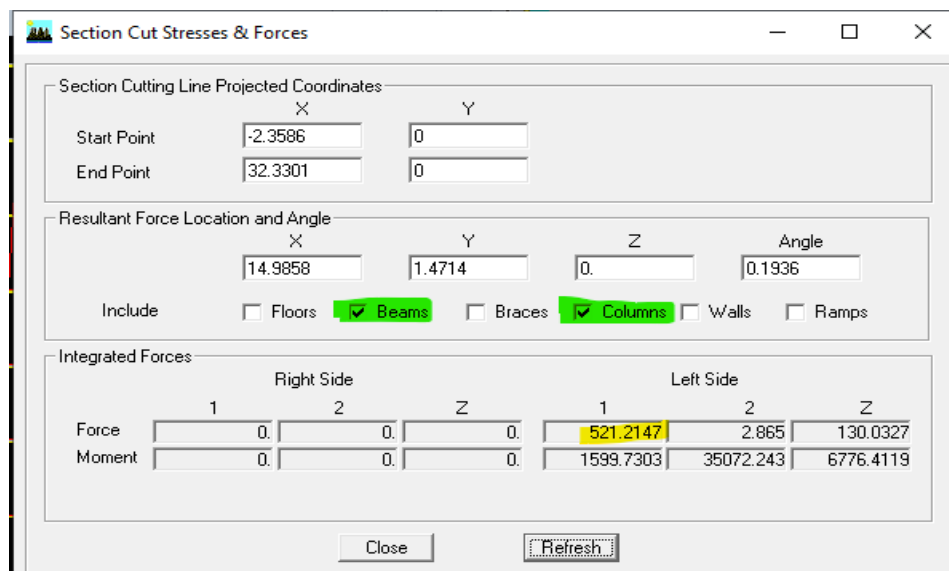 Section Cut Stresses & Forces
Section Cutting Line Projected Coordinates
X Y
Start Point -2.3586 0
End Point 32.3301 0
Resultant Force Location and Angle
X Y Z Angle
14.9858 1.4714 0. 0.1936
Include Floors Beams Braces Columns Walls Ramps
Integrated Forces
Right Side Left Side
1 2 Z 1 2 Z
Force 0. 0. 0. 521.2147 2.865 130.0327
Moment 0. 0. 0. 1599.7303 35072.243 6776.4119
Close Refresh